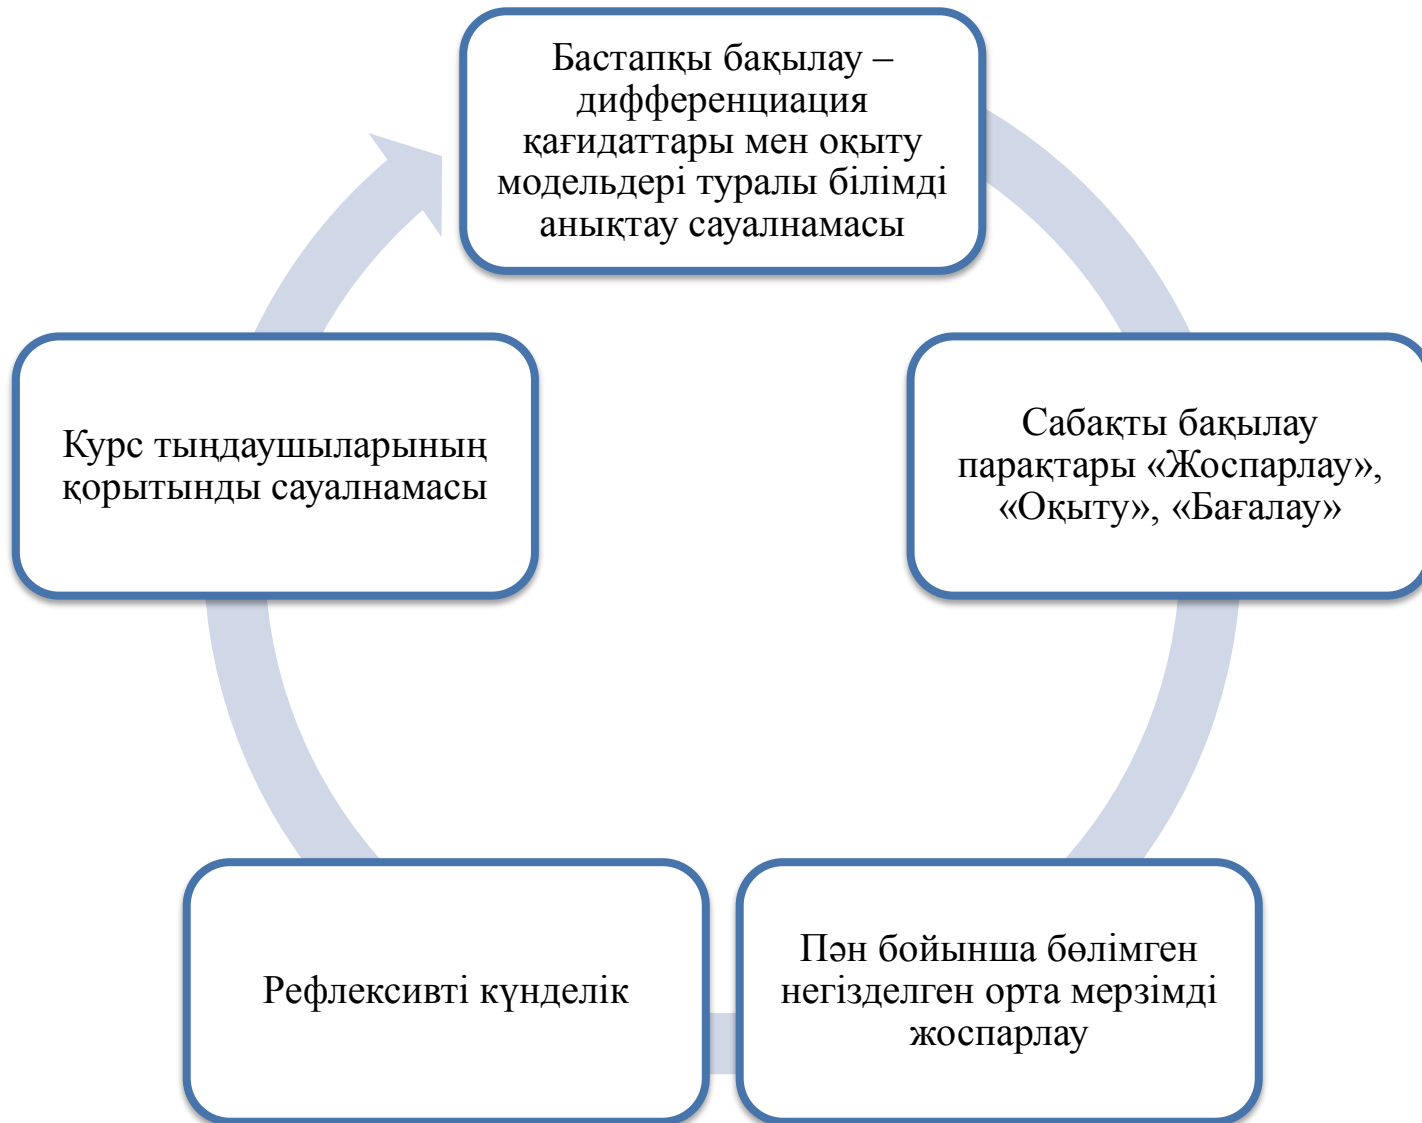 Бастапқы бақылау –
дифференциация
қағидаттары мен оқыту
модельдері туралы білімді
анықтау сауалнамасы
Сабақты бақылау
парақтары «Жоспарлау»,
«Оқыту», «Бағалау»
Пән бойынша бөлімген
негізделген орта мерзімді
жоспарлау
Рефлексивті күнделік
Курс тыңдаушыларының
қорытынды сауалнамасы